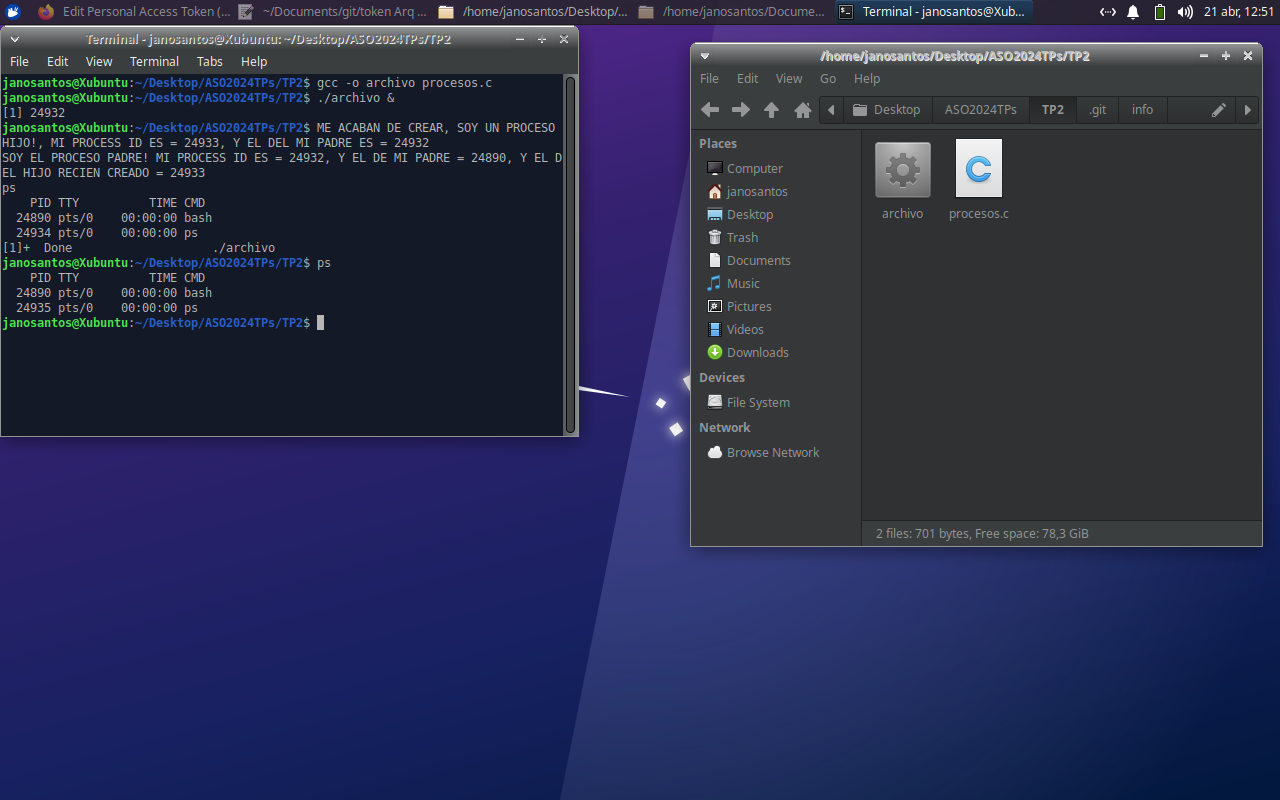 Edit Personal Access Token (...
~/Documents/git/token Arq ...
/home/janosantos/Desktop/...
/home/janosantos/Docume...
Terminal - janosantos@Xub...
21 abr, 12:51
Terminal - janosantos@Xubuntu: ~/Desktop/ASO2024TPs/TP2
File Edit View Terminal Tabs Help
janosantos@Xubuntu:~/Desktop/ASO2024TPs/TP2$ gcc -o archivo procesos.c
janosantos@Xubuntu:~/Desktop/ASO2024TPs/TP2$ ./archivo &
[1] 24932
janosantos@Xubuntu:~/Desktop/ASO2024TPs/TP2$ ME ACABAN DE CREAR, SOY UN PROCESO
HIJO!, MI PROCESS ID ES = 24933, Y EL DEL MI PADRE ES = 24932
SOY EL PROCESO PADRE! MI PROCESS ID ES = 24932, Y EL DE MI PADRE = 24890, Y EL D
EL HIJO RECIEN CREADO = 24933
ps
PID TTY TIME CMD
24890 pts/0 00:00:00 bash
24934 pts/0 00:00:00 ps
[1]+ Done ./archivo
janosantos@Xubuntu:~/Desktop/ASO2024TPs/TP2$ ps
PID TTY TIME CMD
24890 pts/0 00:00:00 bash
24935 pts/0 00:00:00 ps
janosantos@Xubuntu:~/Desktop/ASO2024TPs/TP2$
/home/janosantos/Desktop/ASO2024TPs/TP2
File Edit View Go Help
Desktop ASO2024TPs TP2 .git info
Places
Computer
janosantos
Desktop
Trash
Documents
Music
Pictures
Videos
Downloads
Devices
File System
Network
Browse Network
archivo
procesos.c
2 files: 701 bytes, Free space: 78,3 GiB